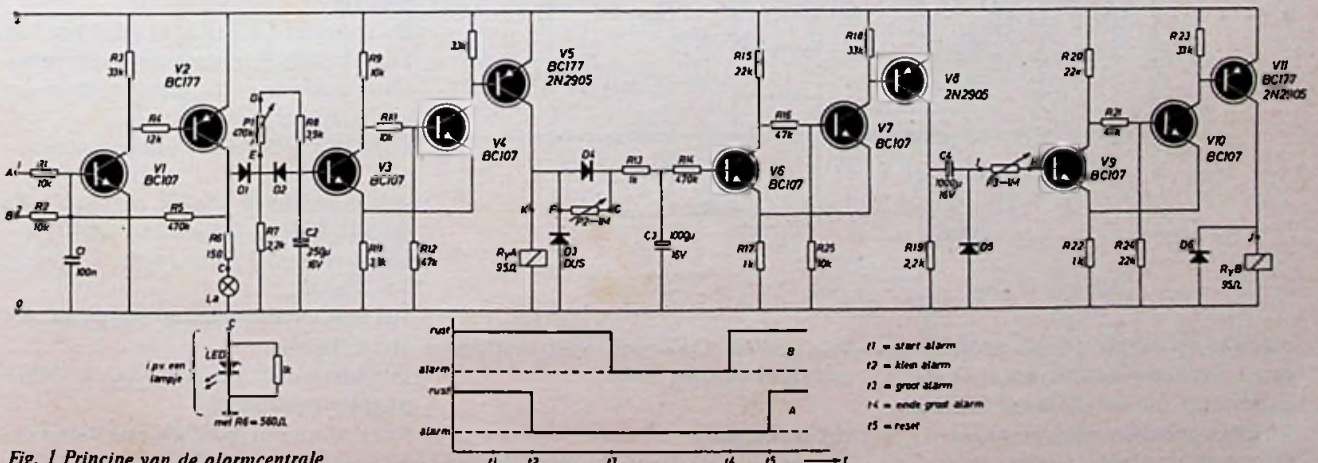 R3
33k
V2
BC177
R4
12k
P1
470k
D
E
R8
3,9k
R9
10k
33k
V5
BC177
2N2905
R10
10k
V4
BC107
A
1
R1
10k
V1
BC107
B
2
R2
10k
R5
470k
C1
100n
R6
15Ω
C
La
D1
D2
R7
2,2k
C2
250µ
16V
V3
BC107
R11
R12
47k
K
D4
F
G
P2-1M
D3
DUS
RyA
95Ω
R13
1k
R14
470k
C3
100µ
16V
R15
22k
V6
BC107
R16
47k
R17
1k
R18
33k
V7
BC107
R25
10k
V8
2N2905
R19
2,2k
C4
1000µ
16V
D5
L
P3-1M
H
R20
22k
V9
BC107
R21
R22
1k
R23
33k
V10
BC107
R24
22k
V11
BC177
2N2905
D6
J
RyB
95Ω
0
C
LED
1k
i.p.v. een
lampje
met R6 = 560Ω
rust
alarm
B
rust
alarm
A
t1 t2 t3 t4 t5 t
t1 = start alarm
t2 = klein alarm
t3 = groot alarm
t4 = einde groot alarm
t5 = reset
Fig. 1 Principe van de alarmcentrale